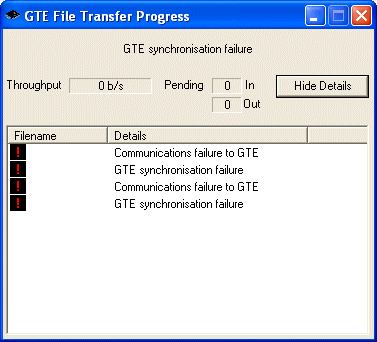 GTE File Transfer Progress
GTE synchronisation failure
Throughput 0 b/s Pending 0 In Hide Details
0 Out
Filename Details
! Communications failure to GTE
! GTE synchronisation failure
! Communications failure to GTE
! GTE synchronisation failure